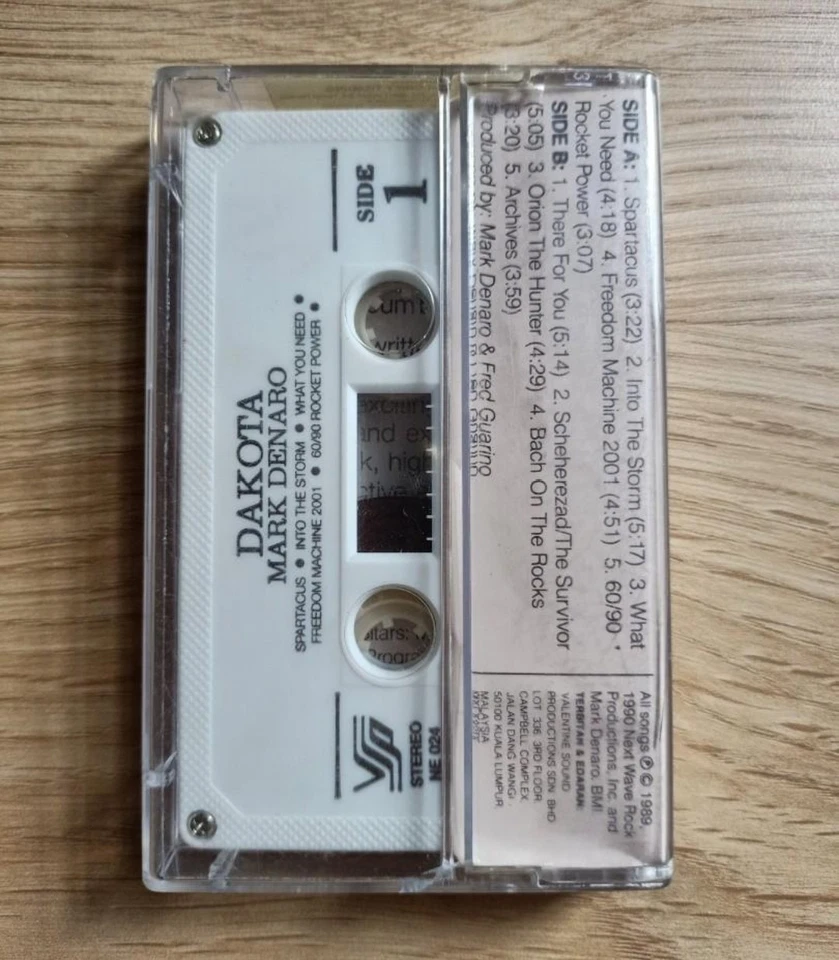 SIDE A: 1. Spartacus (3:22) 2. Into The Storm (5:17) 3. What
You Need (4:18) 4. Freedom Machine 2001 (4:51) 5. 60/90
Rocket Power (3:07)
SIDE B: 1. There For You (5:14) 2. Scheherezad/The Survivor
(5:05) 3. Orion The Hunter (4:29) 4. Bach On The Rocks
(3:20) 5. Archives (3:59)
Produced by: Mark Denaro & Fred Guarino
All songs ℗ © 1989,
1990 Next Wave Rock
Productions, Inc. and
Mark Denaro, BMI
TERBITAN & EDARAN:
VALENTINE SOUND
PRODUCTIONS SDN. BHD
LOT 336, 3RD FLOOR
CAMPBELL COMPLEX
JALAN DANG WANGI
50100 KUALA LUMPUR
MALAYSIA
SIDE
1
DAKOTA
MARK DENARO
SPARTACUS ● INTO THE STORM ● WHAT YOU NEED ●
FREEDOM MACHINE 2001 ● 60/90 ROCKET POWER ●
VSP
STEREO
and ex
k, hig